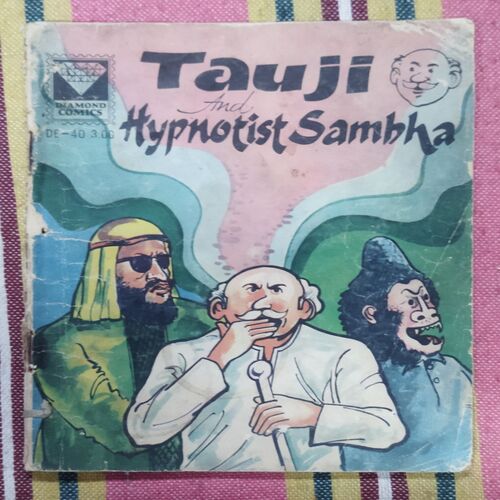 Tauji
And
Hypnotist Sambha
DIAMOND
COMICS
DE-40 3.00